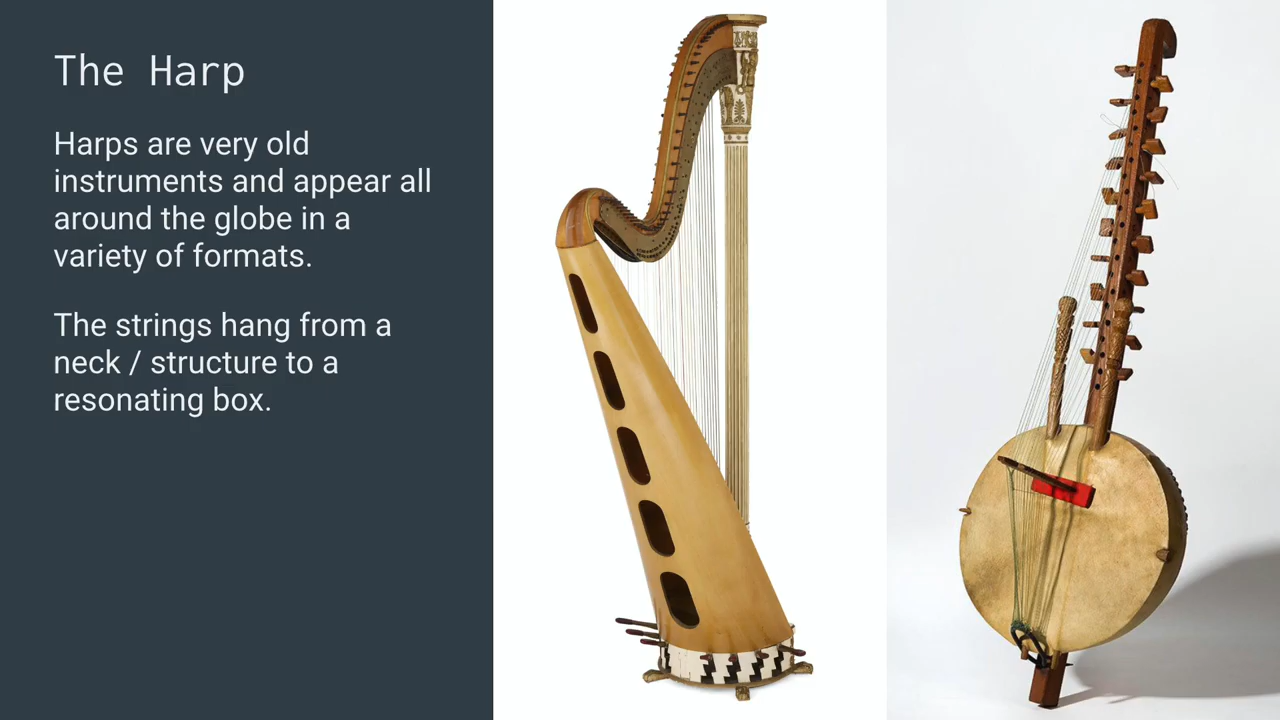 The Harp
Harps are very old
instruments and appear all
around the globe in a
variety of formats.
The strings hang from a
neck / structure to a
resonating box.